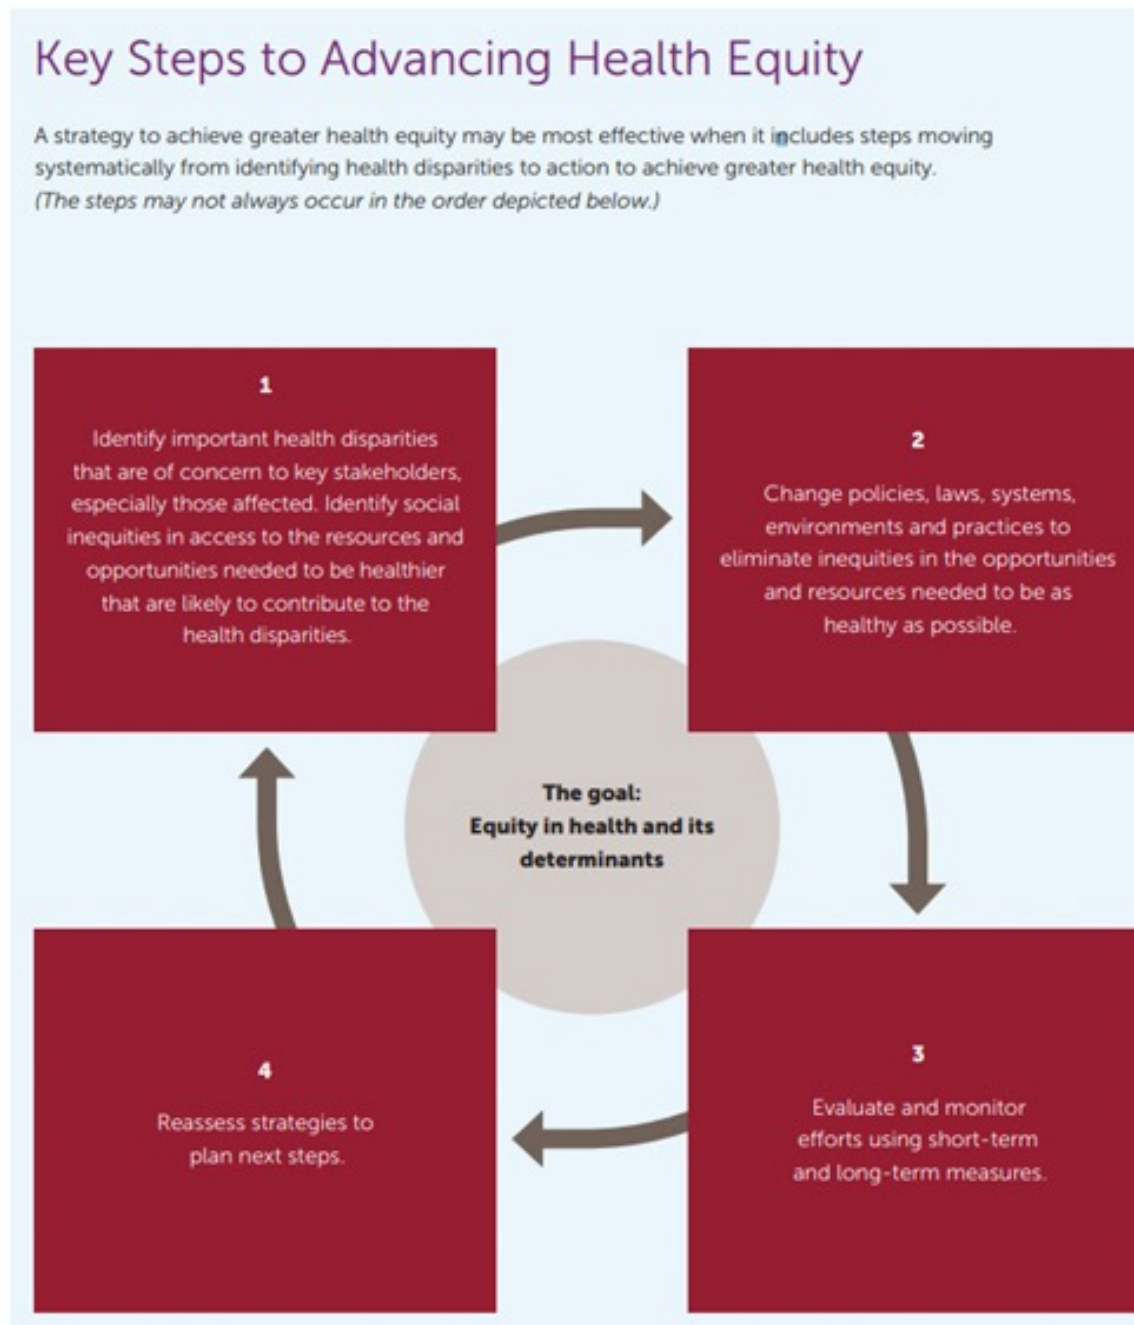 Key Steps to Advancing Health Equity
A strategy to achieve greater health equity may be most effective when it includes steps moving
systematically from identifying health disparities to action to achieve greater health equity.
(The steps may not always occur in the order depicted below.)
1
Identify important health disparities
that are of concern to key stakeholders,
especially those affected. Identify social
inequities in access to the resources and
opportunities needed to be healthier
that are likely to contribute to the
health disparities.
2
Change policies, laws, systems,
environments and practices to
eliminate inequities in the opportunities
and resources needed to be as
healthy as possible.
The goal:
Equity in health and its
determinants
4
Reassess strategies to
plan next steps.
3
Evaluate and monitor
efforts using short-term
and long-term measures.